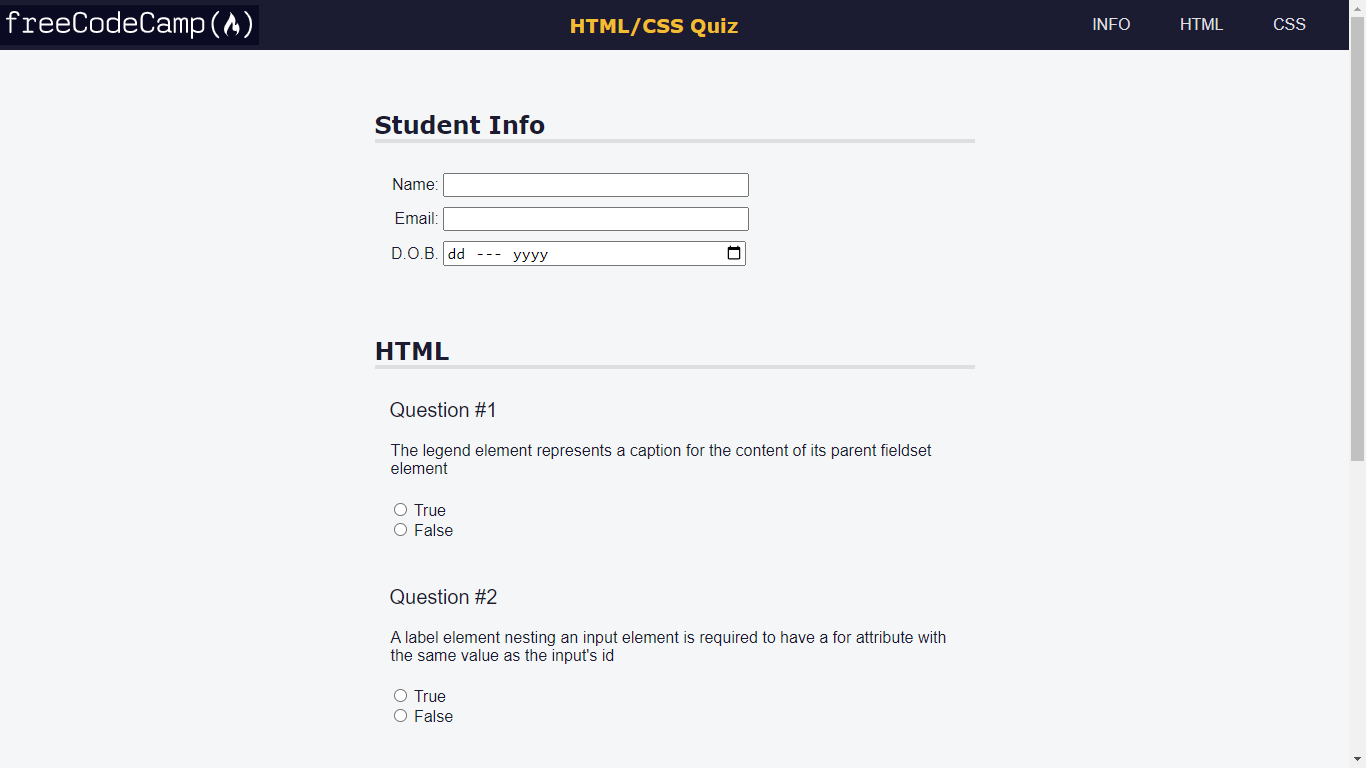 freeCodeCamp(🔥)
HTML/CSS Quiz
INFO
HTML
CSS
Student Info
Name:
Email:
D.O.B.
dd --- yyyy
HTML
Question #1
The legend element represents a caption for the content of its parent fieldset
element
True
False
Question #2
A label element nesting an input element is required to have a for attribute with
the same value as the input's id
True
False